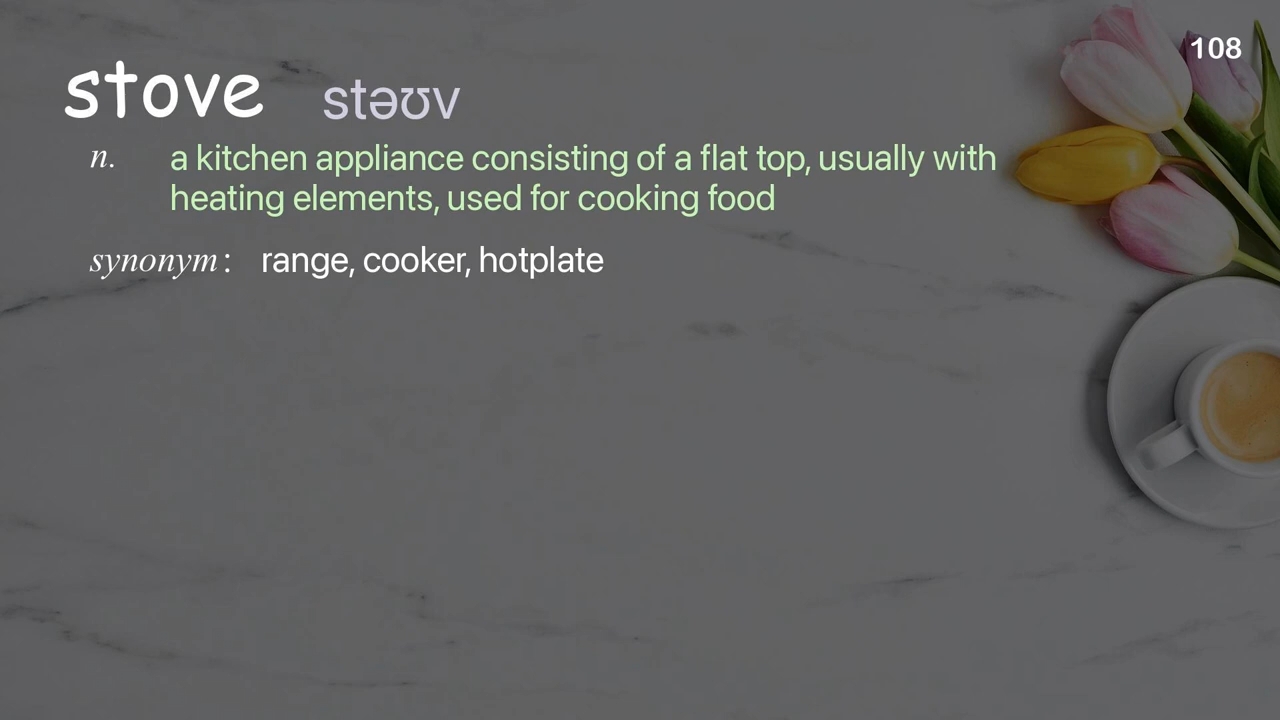 108
stove stəʊv
n. a kitchen appliance consisting of a flat top, usually with
heating elements, used for cooking food
synonym : range, cooker, hotplate